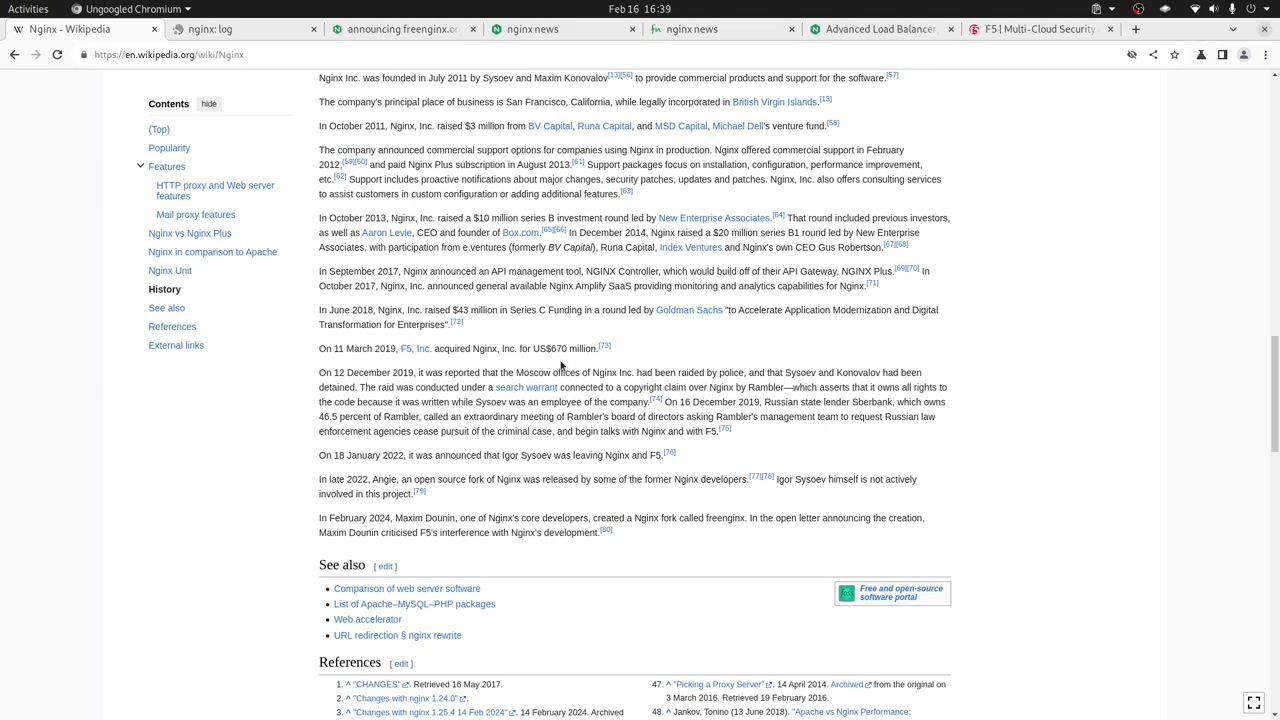 Activities
Ungoogled Chromium
Feb 16 16:39
en
Nginx - Wikipedia
nginx: log
announcing freenginx.or
nginx news
nginx news
Advanced Load Balancer,
F5 | Multi-Cloud Security
https://en.wikipedia.org/wiki/Nginx
Contents hide
(Top)
Popularity
Features
HTTP proxy and Web server
features
Mail proxy features
Nginx vs Nginx Plus
Nginx in comparison to Apache
Nginx Unit
History
See also
References
External links
Nginx Inc. was founded in July 2011 by Sysoev and Maxim Konovalov[13][56] to provide commercial products and support for the software.[57]
The company's principal place of business is San Francisco, California, while legally incorporated in British Virgin Islands.[13]
In October 2011, Nginx, Inc. raised $3 million from BV Capital, Runa Capital, and MSD Capital, Michael Dell's venture fund.[58]
The company announced commercial support options for companies using Nginx in production. Nginx offered commercial support in February
2012,[59][60] and paid Nginx Plus subscription in August 2013.[61] Support packages focus on installation, configuration, performance improvement,
etc.[62] Support includes proactive notifications about major changes, security patches, updates and patches. Nginx, Inc. also offers consulting services
to assist customers in custom configuration or adding additional features.[63]
In October 2013, Nginx, Inc. raised a $10 million series B investment round led by New Enterprise Associates.[64] That round included previous investors,
as well as Aaron Levie, CEO and founder of Box.com.[65][66] In December 2014, Nginx raised a $20 million series B1 round led by New Enterprise
Associates, with participation from e.ventures (formerly BV Capital), Runa Capital, Index Ventures and Nginx's own CEO Gus Robertson.[67][68]
In September 2017, Nginx announced an API management tool, NGINX Controller, which would build off of their API Gateway, NGINX Plus.[69][70] In
October 2017, Nginx, Inc. announced general available Nginx Amplify SaaS providing monitoring and analytics capabilities for Nginx.[71]
In June 2018, Nginx, Inc. raised $43 million in Series C Funding in a round led by Goldman Sachs "to Accelerate Application Modernization and Digital
Transformation for Enterprises".[72]
On 11 March 2019, F5, Inc. acquired Nginx, Inc. for US$670 million.[73]
On 12 December 2019, it was reported that the Moscow offices of Nginx Inc. had been raided by police, and that Sysoev and Konovalov had been
detained. The raid was conducted under a search warrant connected to a copyright claim over Nginx by Rambler—which asserts that it owns all rights to
the code because it was written while Sysoev was an employee of the company.[74] On 16 December 2019, Russian state lender Sberbank, which owns
46.5 percent of Rambler, called an extraordinary meeting of Rambler's board of directors asking Rambler's management team to request Russian law
enforcement agencies cease pursuit of the criminal case, and begin talks with Nginx and with F5.[75]
On 18 January 2022, it was announced that Igor Sysoev was leaving Nginx and F5.[76]
In late 2022, Angie, an open source fork of Nginx was released by some of the former Nginx developers.[77][78] Igor Sysoev himself is not actively
involved in this project.[79]
In February 2024, Maxim Dounin, one of Nginx's core developers, created a Nginx fork called freenginx. In the open letter announcing the creation,
Maxim Dounin criticised F5's interference with Nginx's development.[80]
See also [ edit ]
Comparison of web server software
List of Apache–MySQL–PHP packages
Web accelerator
URL redirection § nginx rewrite
Free and open-source
software portal
References [ edit ]
1. ^ "CHANGES". Retrieved 16 May 2017.
2. ^ "Changes with nginx 1.24.0".
3. ^ "Changes with nginx 1.25.4 14 Feb 2024". 14 February 2024. Archived
47. ^ "Picking a Proxy Server". 14 April 2014. Archived from the original on
3 March 2016. Retrieved 19 February 2016.
48. ^ Jankov, Tonino (13 June 2018). "Apache vs Nginx Performance: